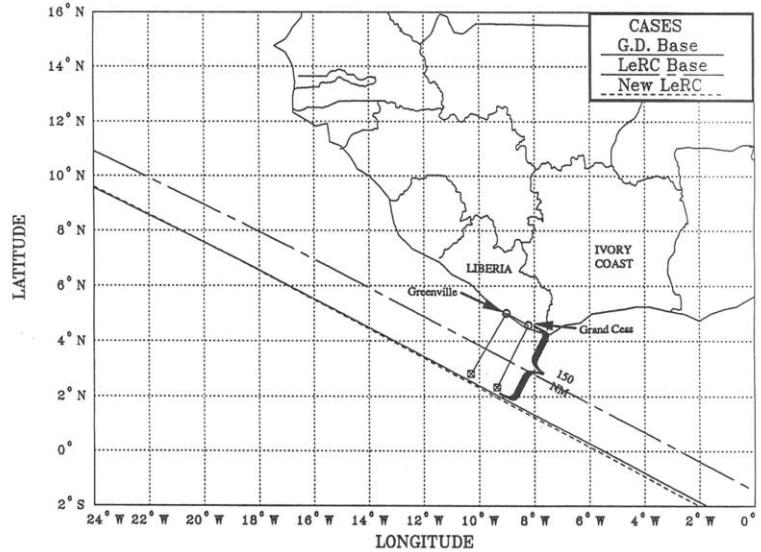 16° N
14° N
12° N
10° N
8° N
6° N
4° N
2° N
0°
2° S
LATITUDE
CASES
G.D. Base
LeRC Base
New LeRC
IVORY
COAST
LIBERIA
Greenville
Grand Cess
150
NM
24° W
22° W
20° W
18° W
16° W
14° W
12° W
10° W
8° W
6° W
4° W
2° W
0°
LONGITUDE